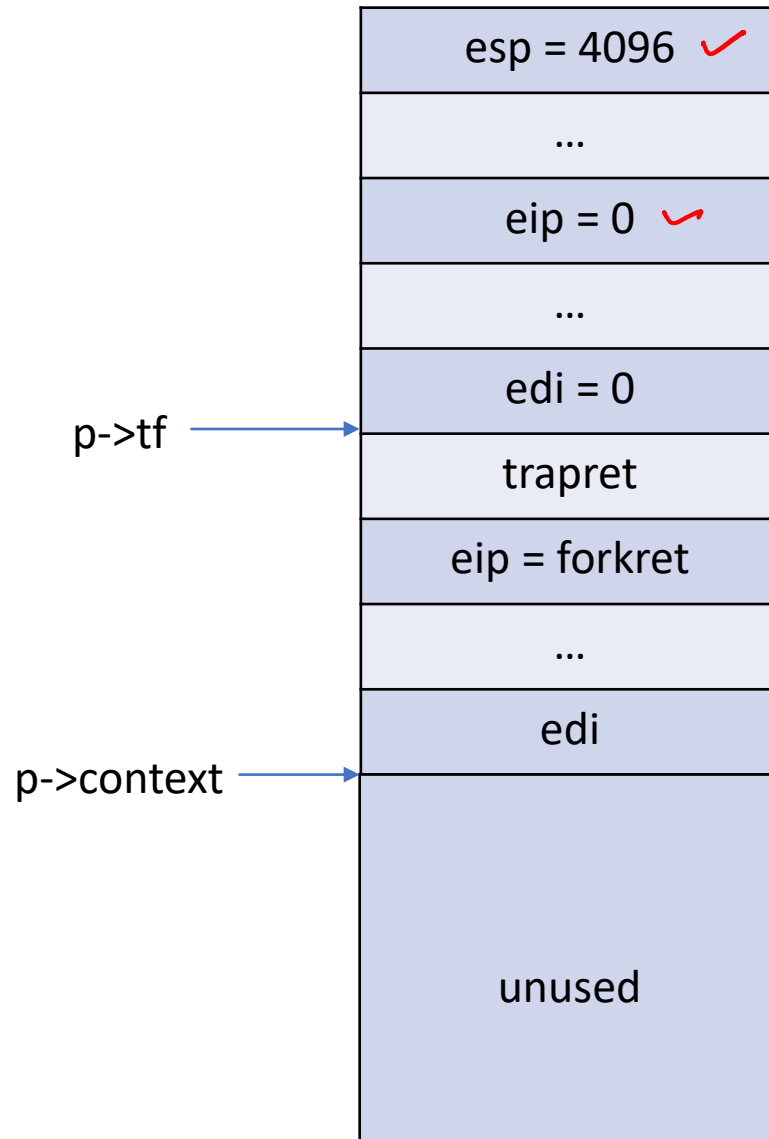 esp = 4096
...
eip = 0
...
edi = 0
p->tf
trapret
eip = forkret
...
edi
p->context
unused